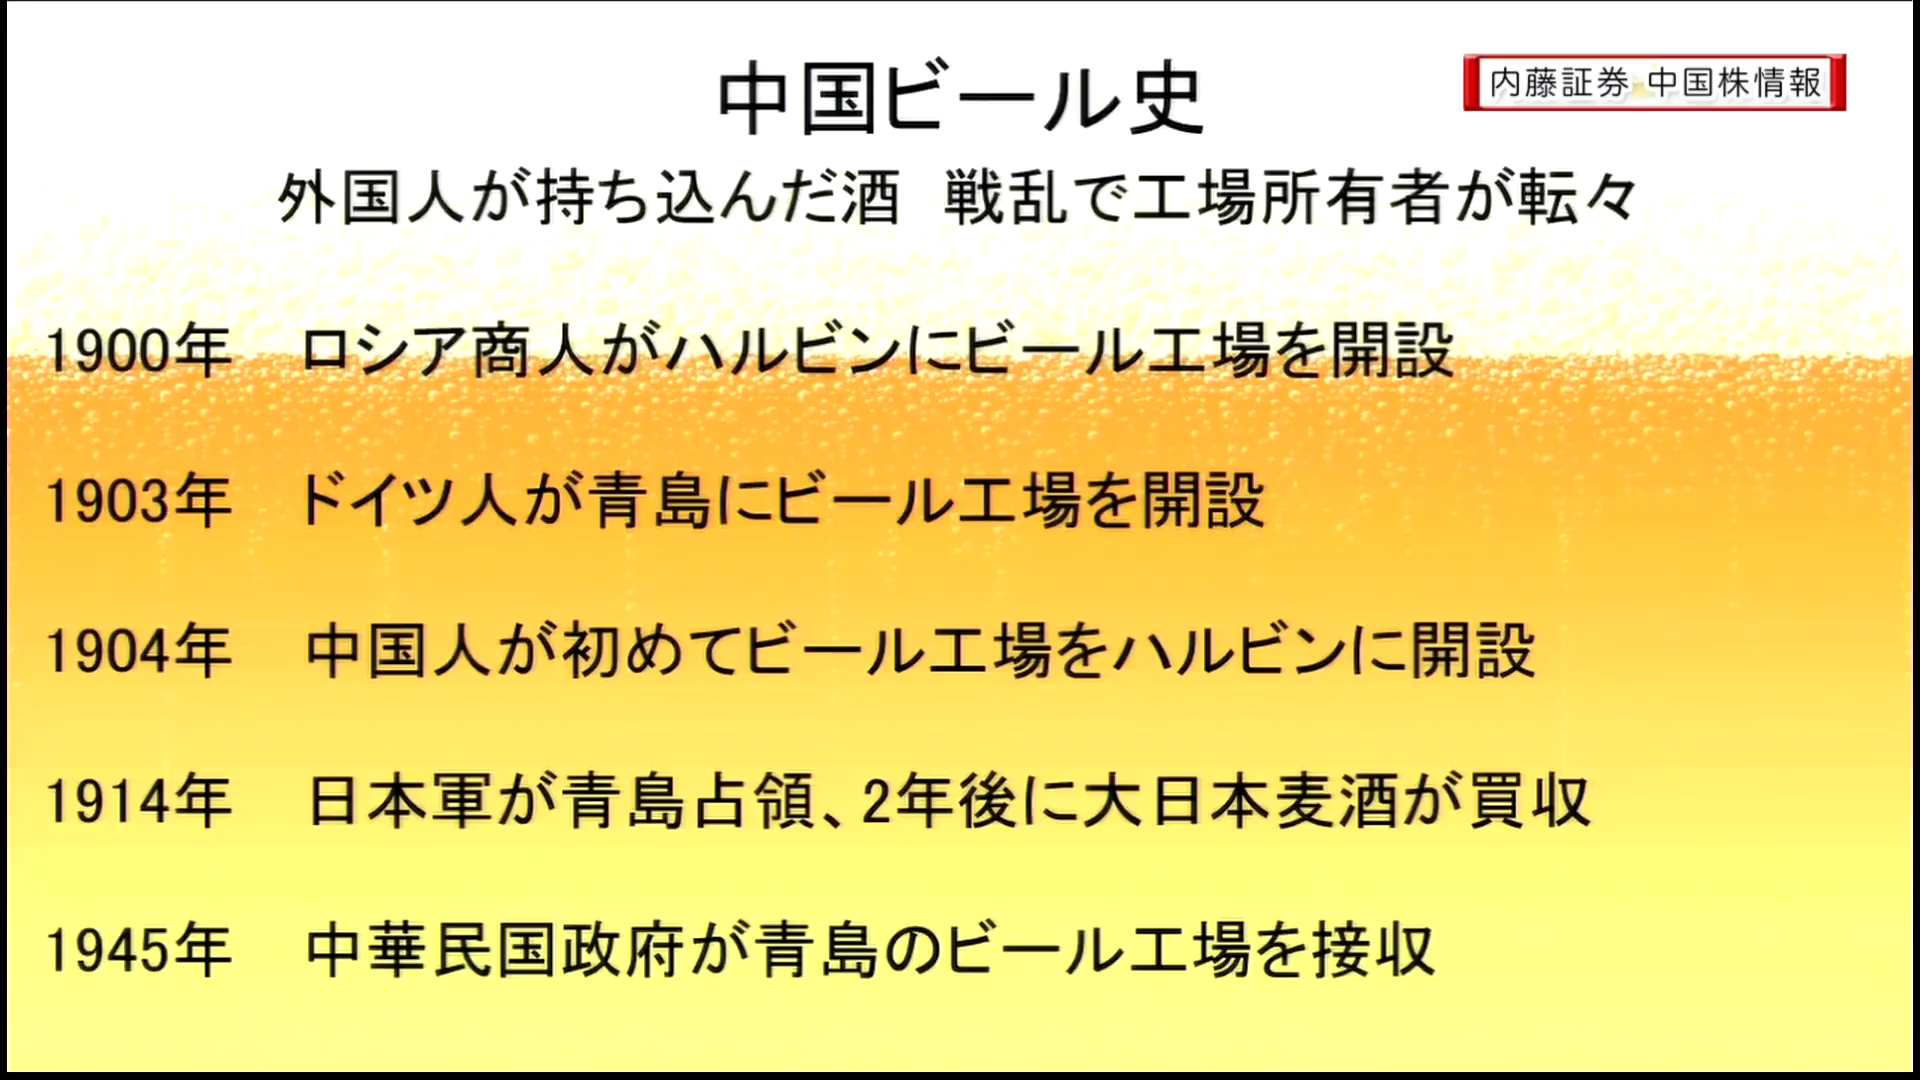 中国ビール史
内藤証券 中国株情報
外国人が持ち込んだ酒　戦乱で工場所有者が転々
1900年　ロシア商人がハルビンにビール工場を開設
1903年　ドイツ人が青島にビール工場を開設
1904年　中国人が初めてビール工場をハルビンに開設
1914年　日本軍が青島占領、2年後に大日本麦酒が買収
1945年　中華民国政府が青島のビール工場を接収